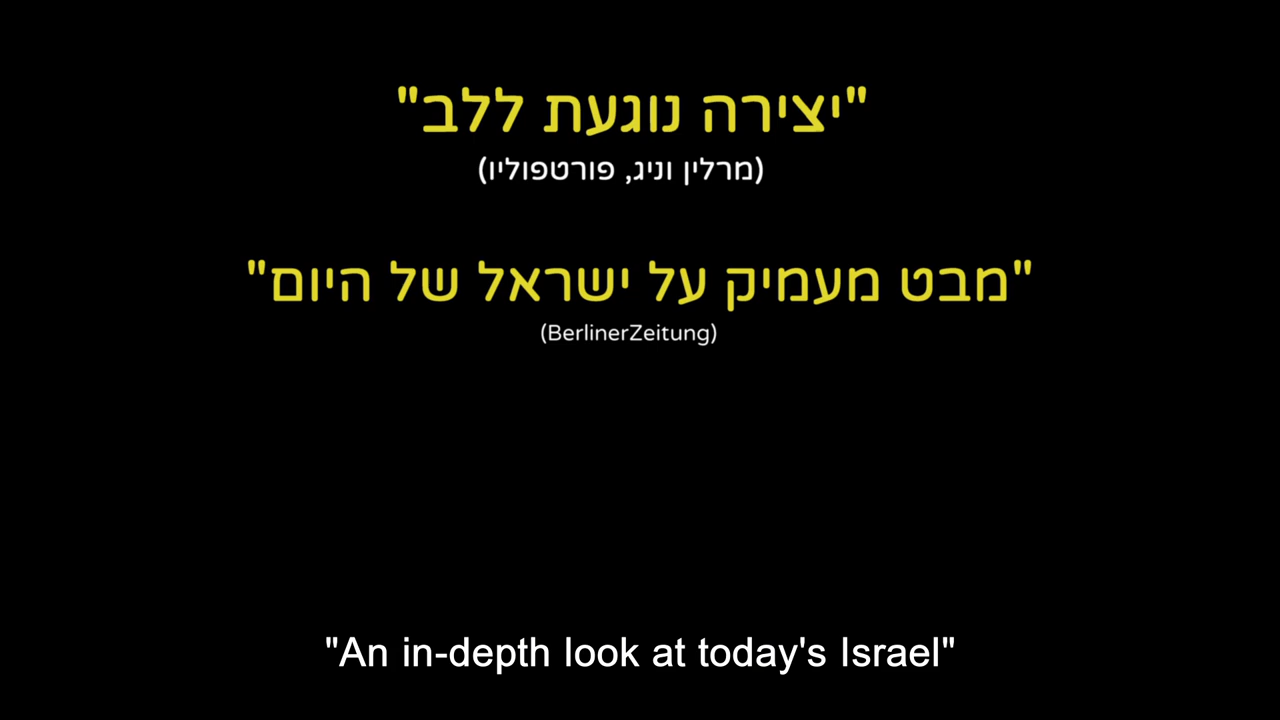 "יצירה נוגעת ללב"
(מרלין וניג, פורטפוליו)
"מבט מעמיק על ישראל של היום"
(BerlinerZeitung)
"An in-depth look at today's Israel"